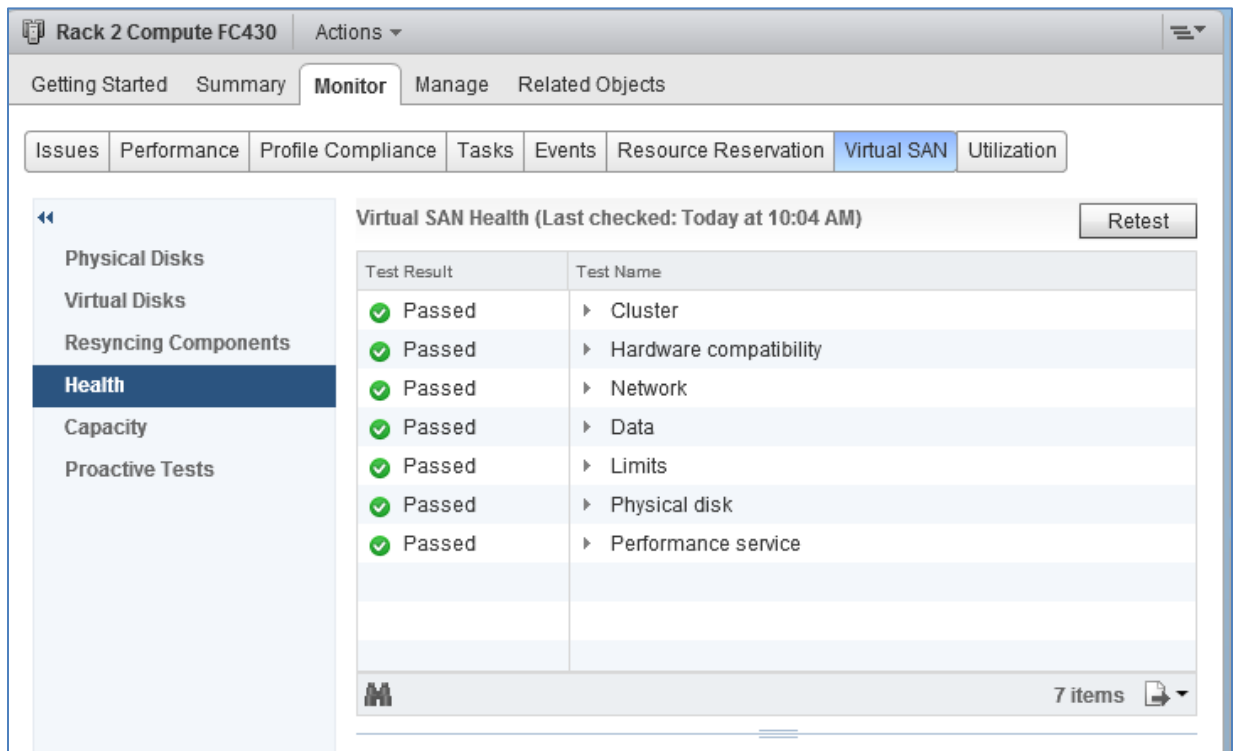 Rack 2 Compute FC430 Actions
Getting Started Summary Monitor Manage Related Objects
Issues Performance Profile Compliance Tasks Events Resource Reservation Virtual SAN Utilization
Physical Disks
Virtual Disks
Resyncing Components
Health
Capacity
Proactive Tests
Virtual SAN Health (Last checked: Today at 10:04 AM) Retest
Test Result Test Name
Passed Cluster
Passed Hardware compatibility
Passed Network
Passed Data
Passed Limits
Passed Physical disk
Passed Performance service
7 items